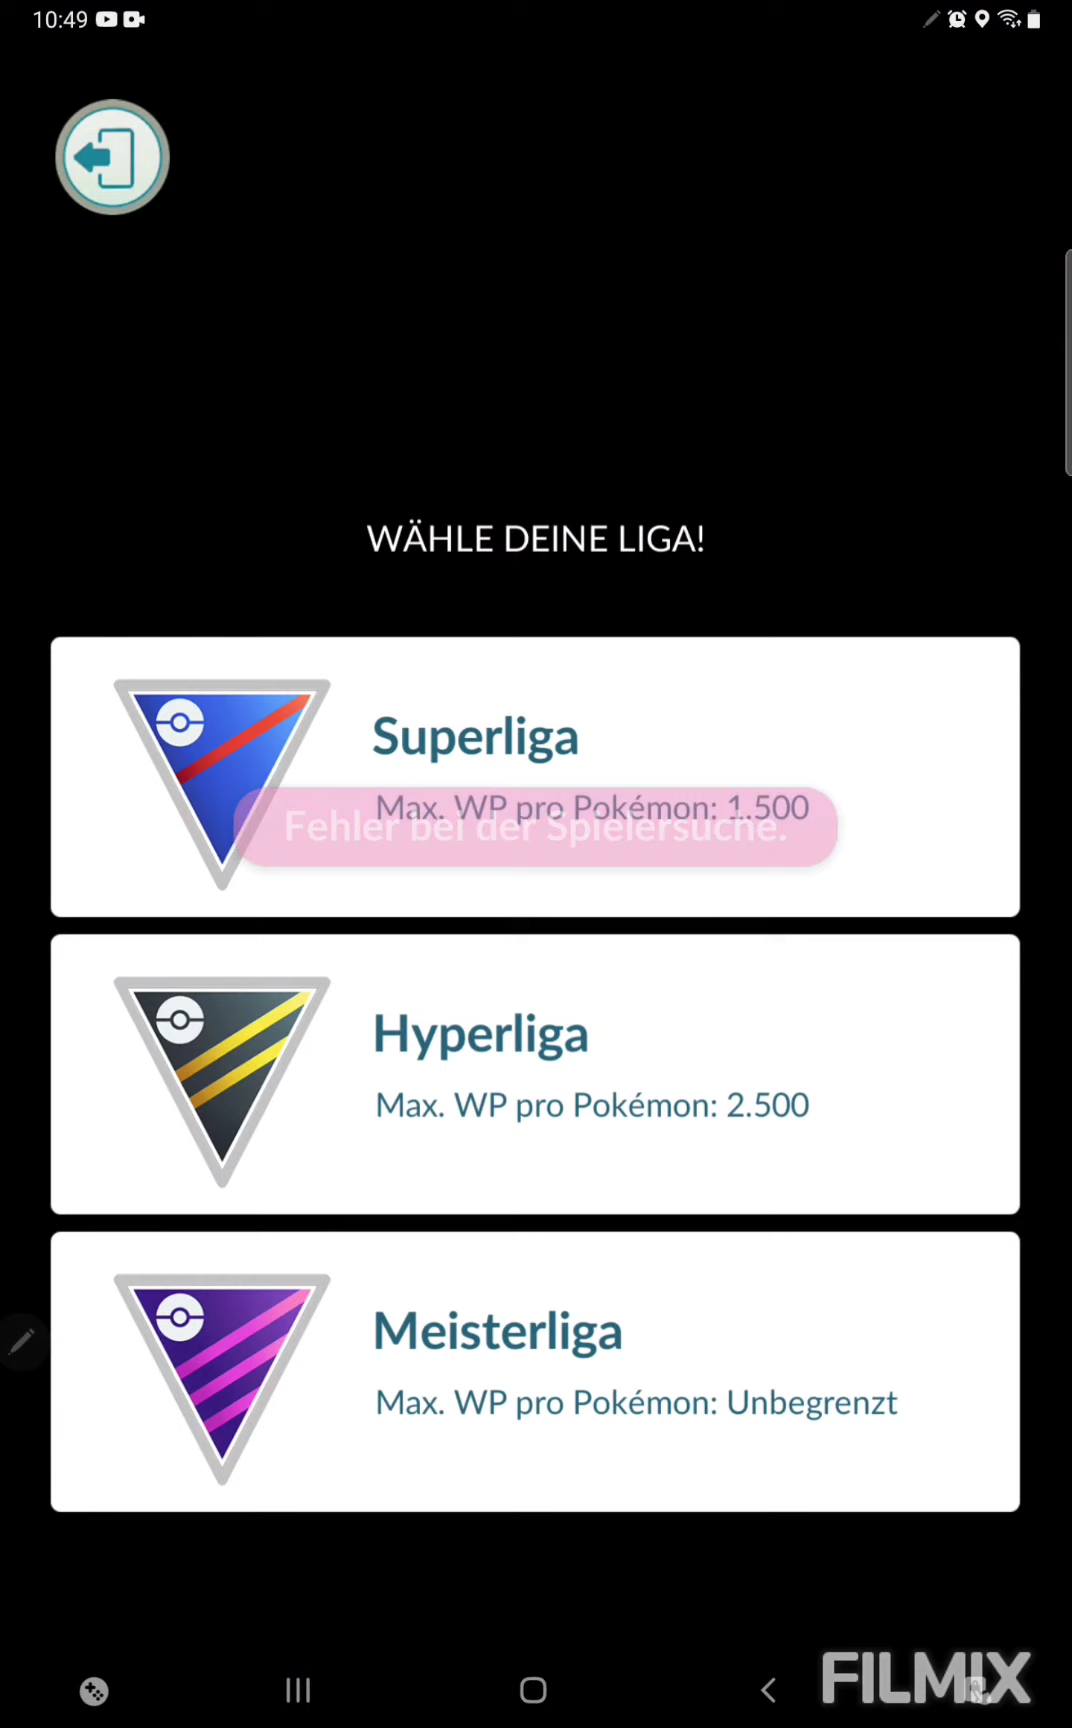 10:49
WÄHLE DEINE LIGA!
Superliga
Max. WP pro Pokémon: 1.500
Fehler bei der Spielersuche.
Hyperliga
Max. WP pro Pokémon: 2.500
Meisterliga
Max. WP pro Pokémon: Unbegrenzt
FILMIX